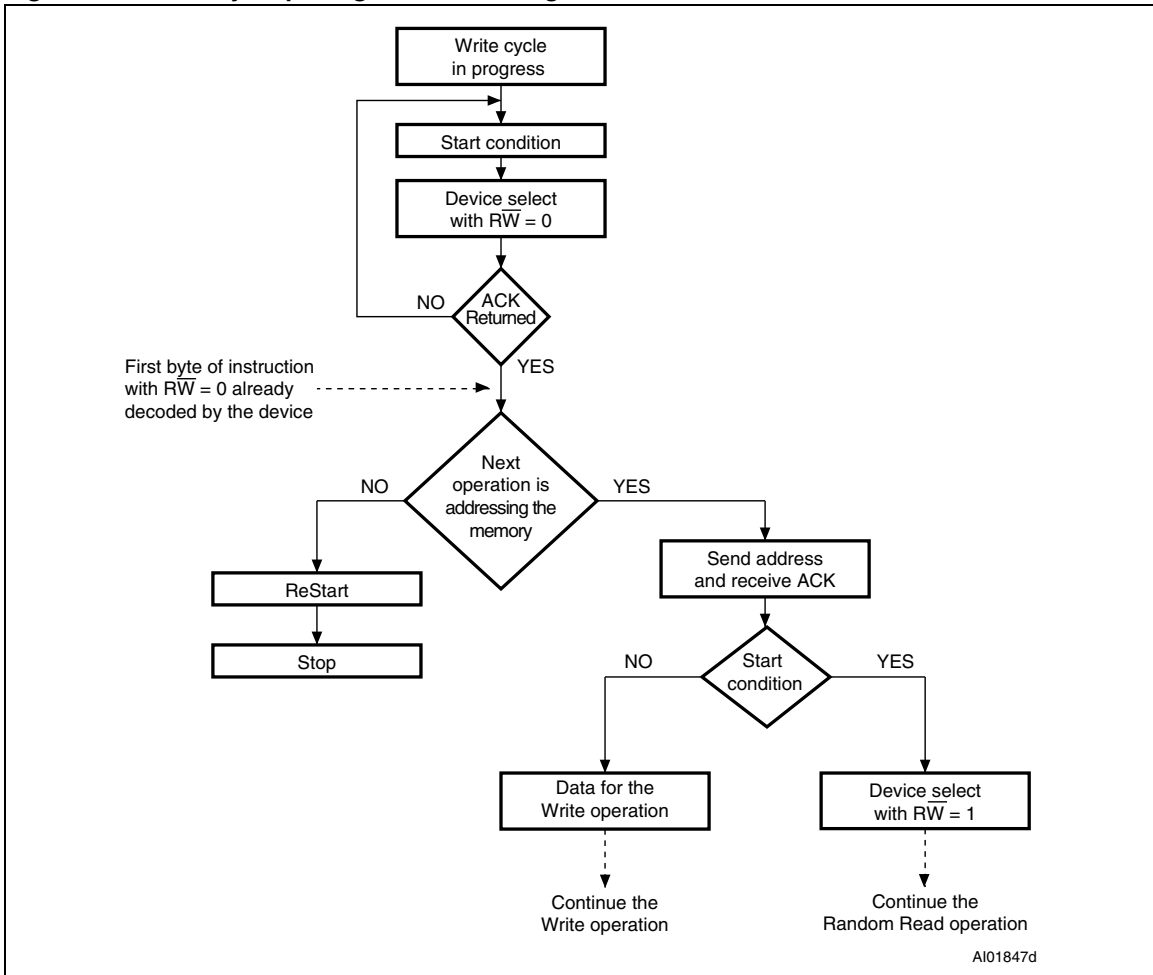 Write cycle
in progress
Start condition
Device select
with RW̅ = 0
NO
ACK
Returned
YES
First byte of instruction
with RW̅ = 0 already
decoded by the device
Next
operation is
addressing the
memory
NO
YES
Send address
and receive ACK
ReStart
Stop
NO
Start
condition
YES
Data for the
Write operation
Device select
with RW̅ = 1
Continue the
Write operation
Continue the
Random Read operation
AI01847d